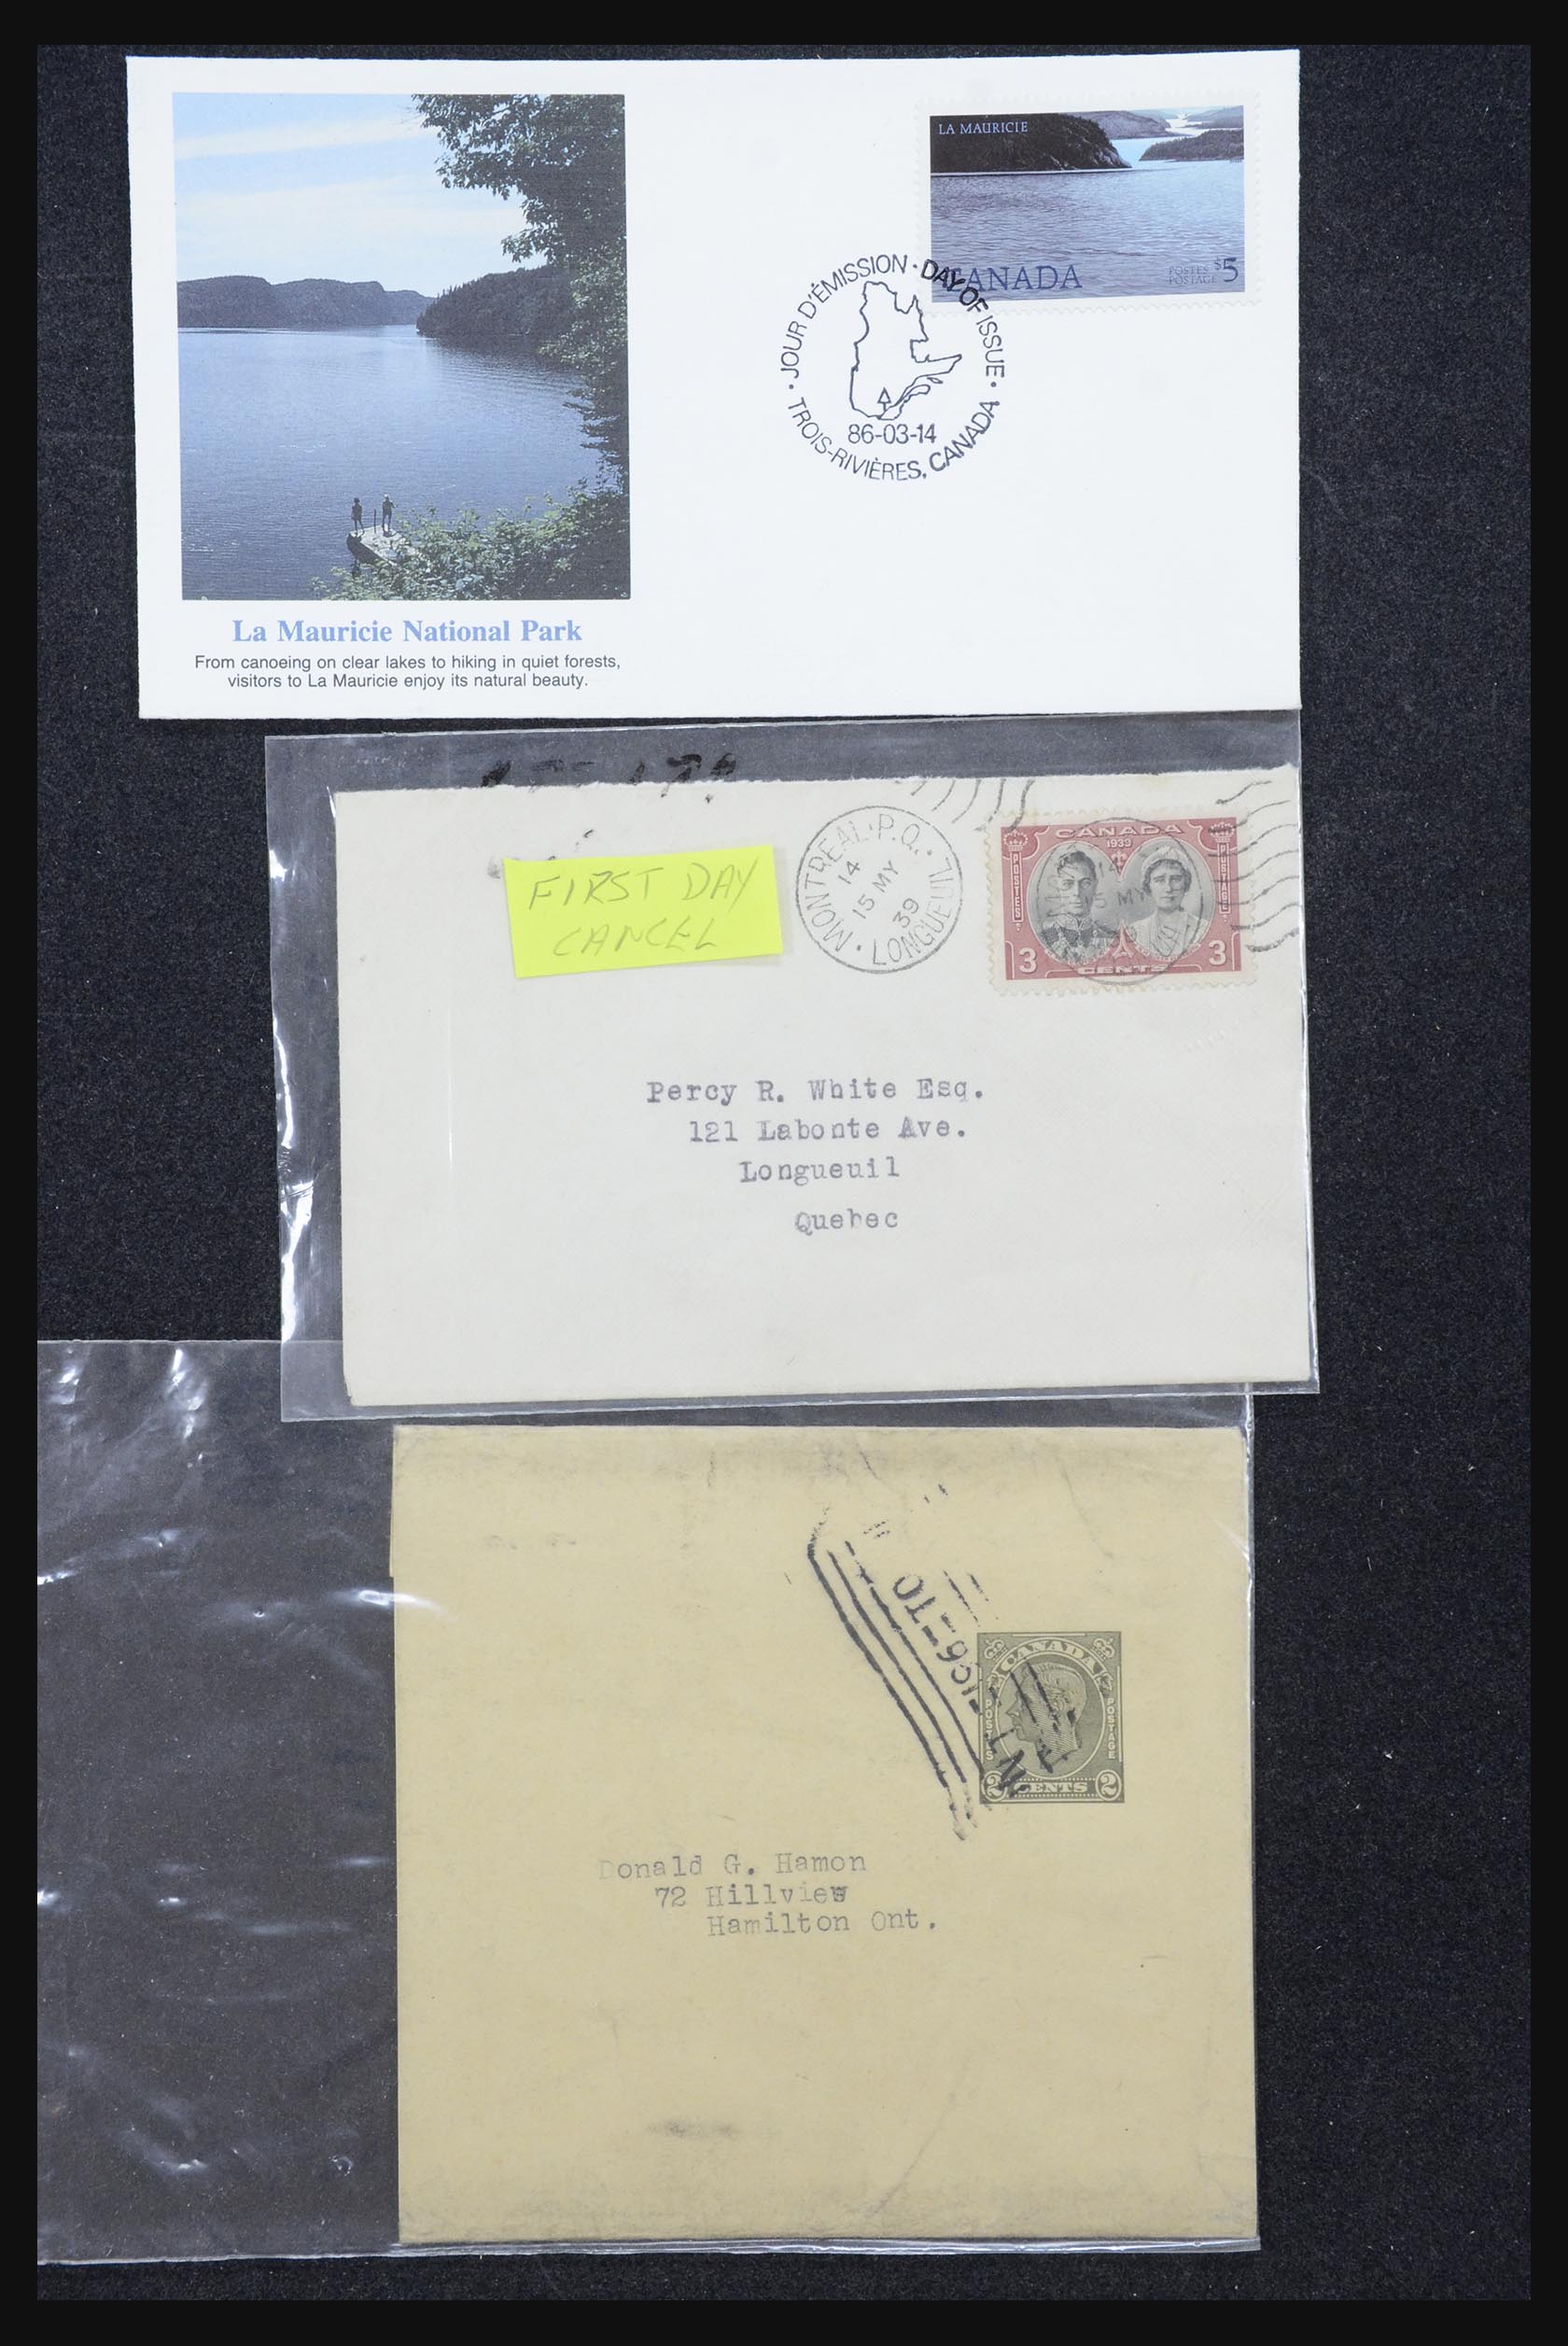 LA MAURICIE
CANADA
POSTES
POSTAGE
$5
JOUR D'ÉMISSION · DAY OF ISSUE ·
86-03-14
TROIS-RIVIÈRES, CANADA
La Mauricie National Park
From canoeing on clear lakes to hiking in quiet forests,
visitors to La Mauricie enjoy its natural beauty.
FIRST DAY
CANCEL
MONTREAL·P.Q. · LONGUEUIL ·
14
15 MY
39
CANADA
1939
POSTES
POSTAGE
3
3
CENTS
Percy R. White Esq.
121 Labonte Ave.
Longueuil
Quebec
CANADA
POSTES
POSTAGE
2 CENTS 2
Donald G. Hamon
72 Hillview
Hamilton Ont.